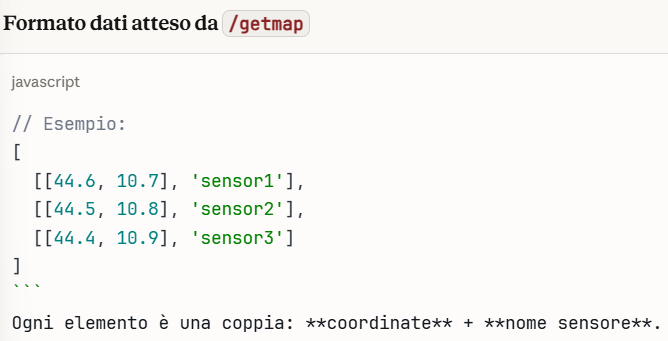 Formato dati atteso da /getmap
javascript
// Esempio:
[
  [[44.6, 10.7], 'sensor1'],
  [[44.5, 10.8], 'sensor2'],
  [[44.4, 10.9], 'sensor3']
]
```
Ogni elemento è una coppia: **coordinate** + **nome sensore**.